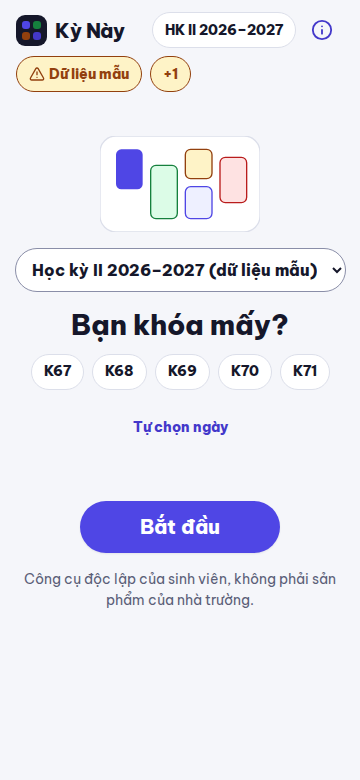 Kỳ Này
HK II 2026–2027
Dữ liệu mẫu
+1
Học kỳ II 2026–2027 (dữ liệu mẫu)
Bạn khóa mấy?
K67 K68 K69 K70 K71
Tự chọn ngày
Bắt đầu
Công cụ độc lập của sinh viên, không phải sản
phẩm của nhà trường.